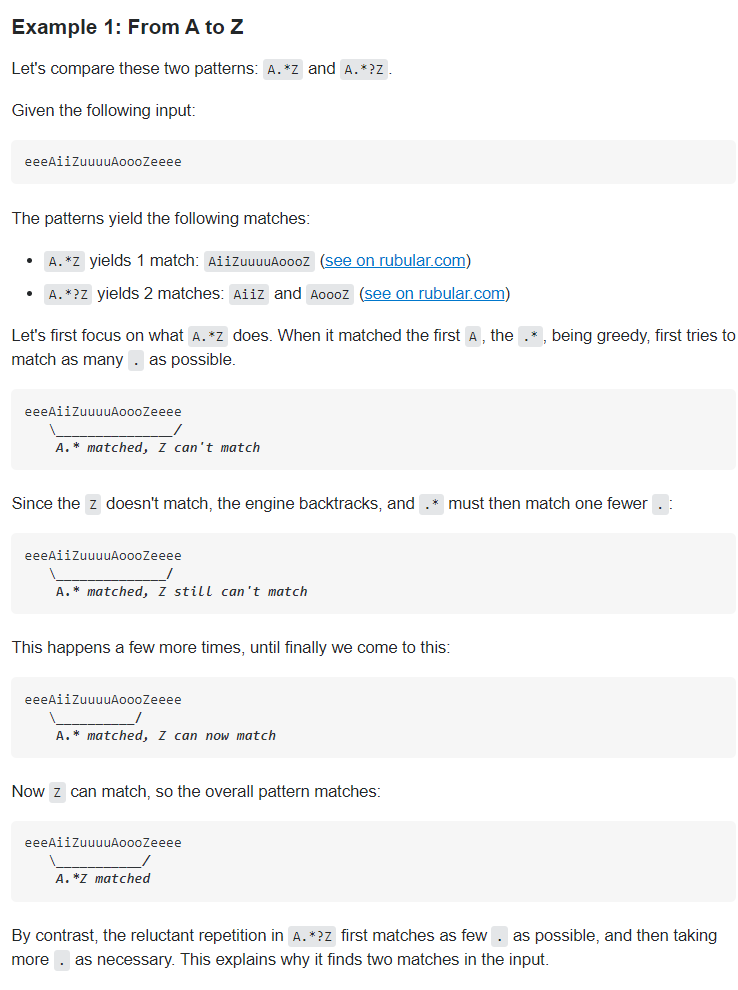 Example 1: From A to Z
Let's compare these two patterns: A.*Z and A.*?Z.
Given the following input:
eeeAiiZuuuuAoooZeeee
The patterns yield the following matches:
• A.*Z yields 1 match: AiiZuuuuAoooZ (see on rubular.com)
• A.*?Z yields 2 matches: AiiZ and AoooZ (see on rubular.com)
Let's first focus on what A.*Z does. When it matched the first A, the .*, being greedy, first tries to
match as many . as possible.
eeeAiiZuuuuAoooZeeee
   \_______________/
    A.* matched, Z can't match
Since the Z doesn't match, the engine backtracks, and .* must then match one fewer .:
eeeAiiZuuuuAoooZeeee
   \______________/
    A.* matched, Z still can't match
This happens a few more times, until finally we come to this:
eeeAiiZuuuuAoooZeeee
   \__________/
    A.* matched, Z can now match
Now Z can match, so the overall pattern matches:
eeeAiiZuuuuAoooZeeee
   \___________/
    A.*Z matched
By contrast, the reluctant repetition in A.*?Z first matches as few . as possible, and then taking
more . as necessary. This explains why it finds two matches in the input.